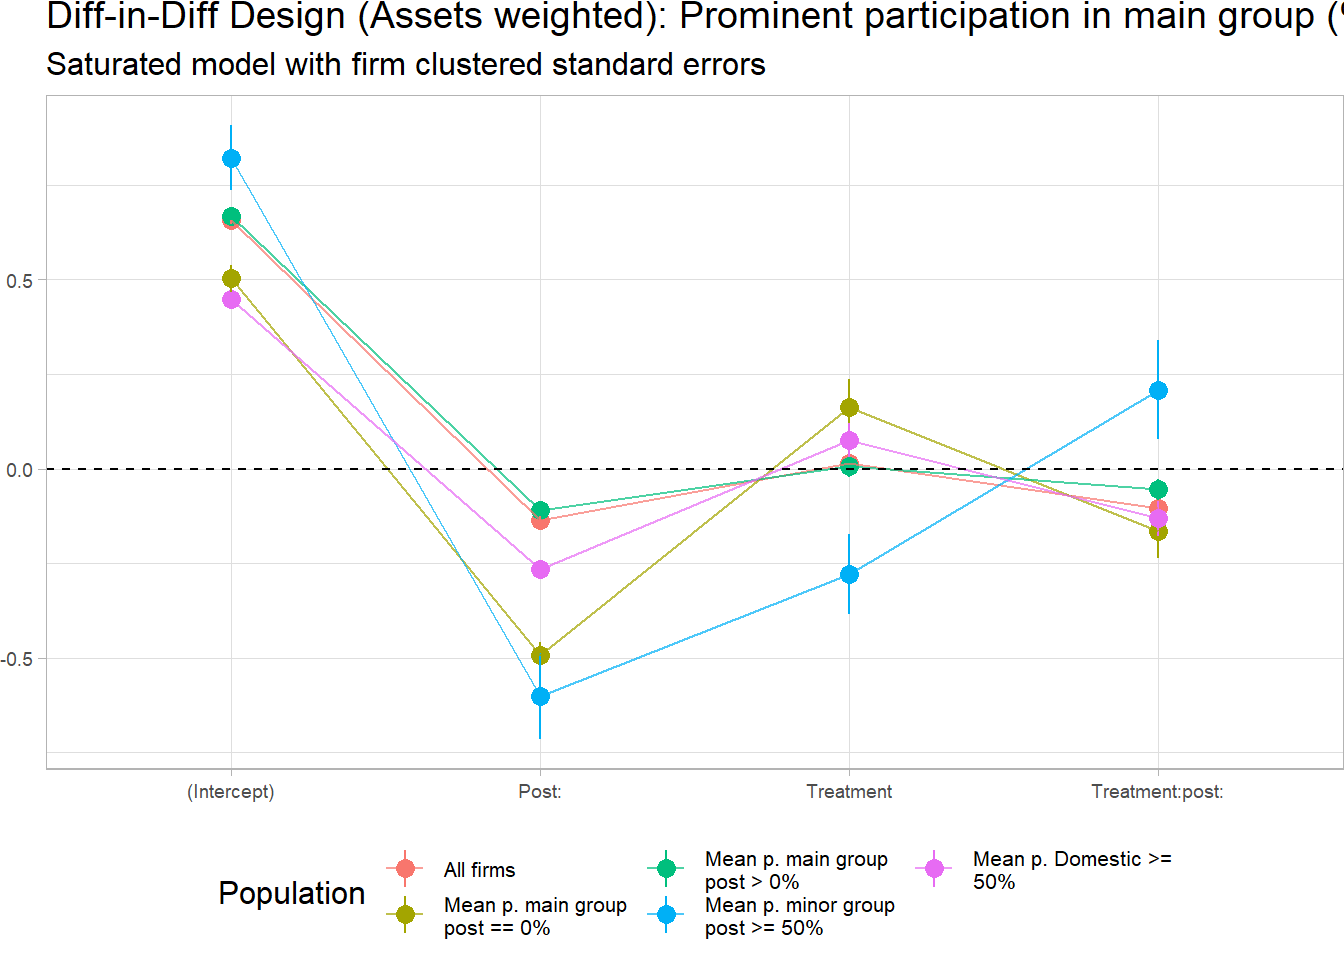 Diff-in-Diff Design (Assets weighted): Prominent participation in main group (
Saturated model with firm clustered standard errors
0.5
0.0
-0.5
(Intercept) Post: Treatment Treatment:post:
Population
All firms
Mean p. main group
post == 0%
Mean p. main group
post > 0%
Mean p. minor group
post >= 50%
Mean p. Domestic >=
50%